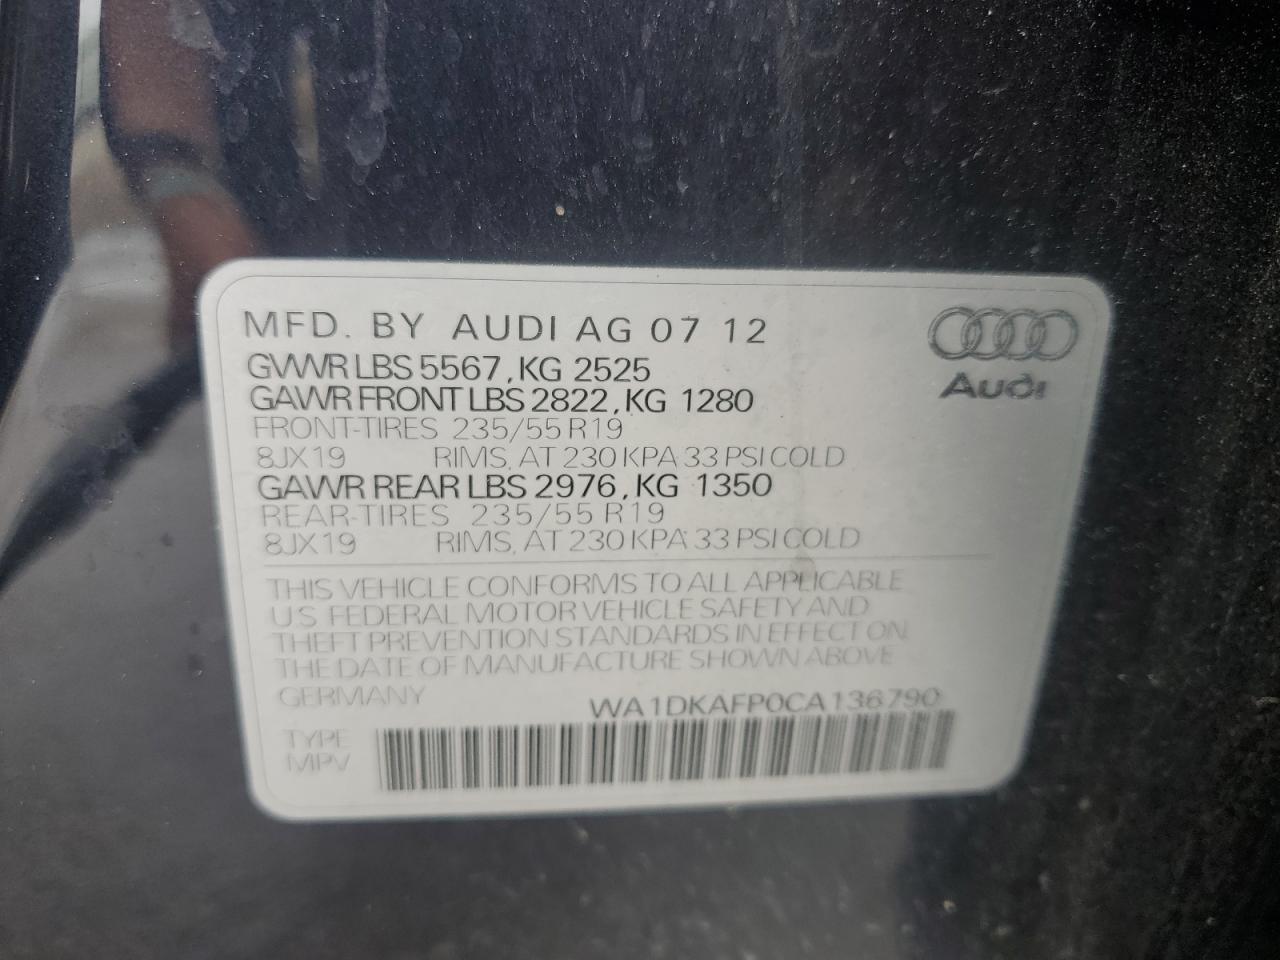 MFD. BY AUDI AG 07 12
GVWR LBS 5567, KG 2525
GAWR FRONT LBS 2822, KG 1280
FRONT-TIRES 235/55 R19
8JX19 RIMS, AT 230 KPA 33 PSI COLD
GAWR REAR LBS 2976, KG 1350
REAR-TIRES 235/55 R19
8JX19 RIMS, AT 230 KPA 33 PSI COLD
Audi
THIS VEHICLE CONFORMS TO ALL APPLICABLE
U.S. FEDERAL MOTOR VEHICLE SAFETY AND
THEFT PREVENTION STANDARDS IN EFFECT ON
THE DATE OF MANUFACTURE SHOWN ABOVE
GERMANY WA1DKAFP0CA136790
TYPE
MPV